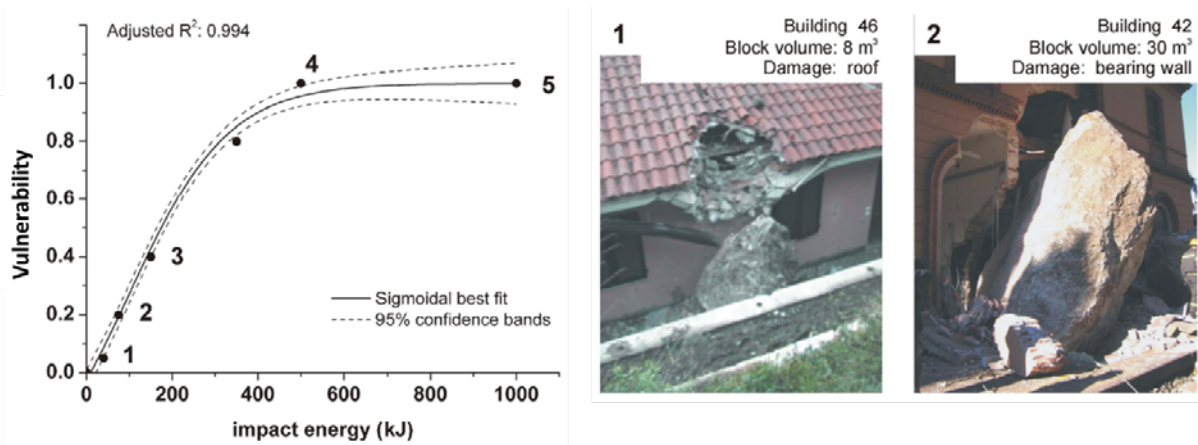 Adjusted R²: 0.994
Vulnerability
1.0
0.8
0.6
0.4
0.2
0.0
1
2
3
4
5
Sigmoidal best fit
95% confidence bands
0 200 400 600 800 1000
impact energy (kJ)
1
Building 46
Block volume: 8 m³
Damage: roof
2
Building 42
Block volume: 30 m³
Damage: bearing wall